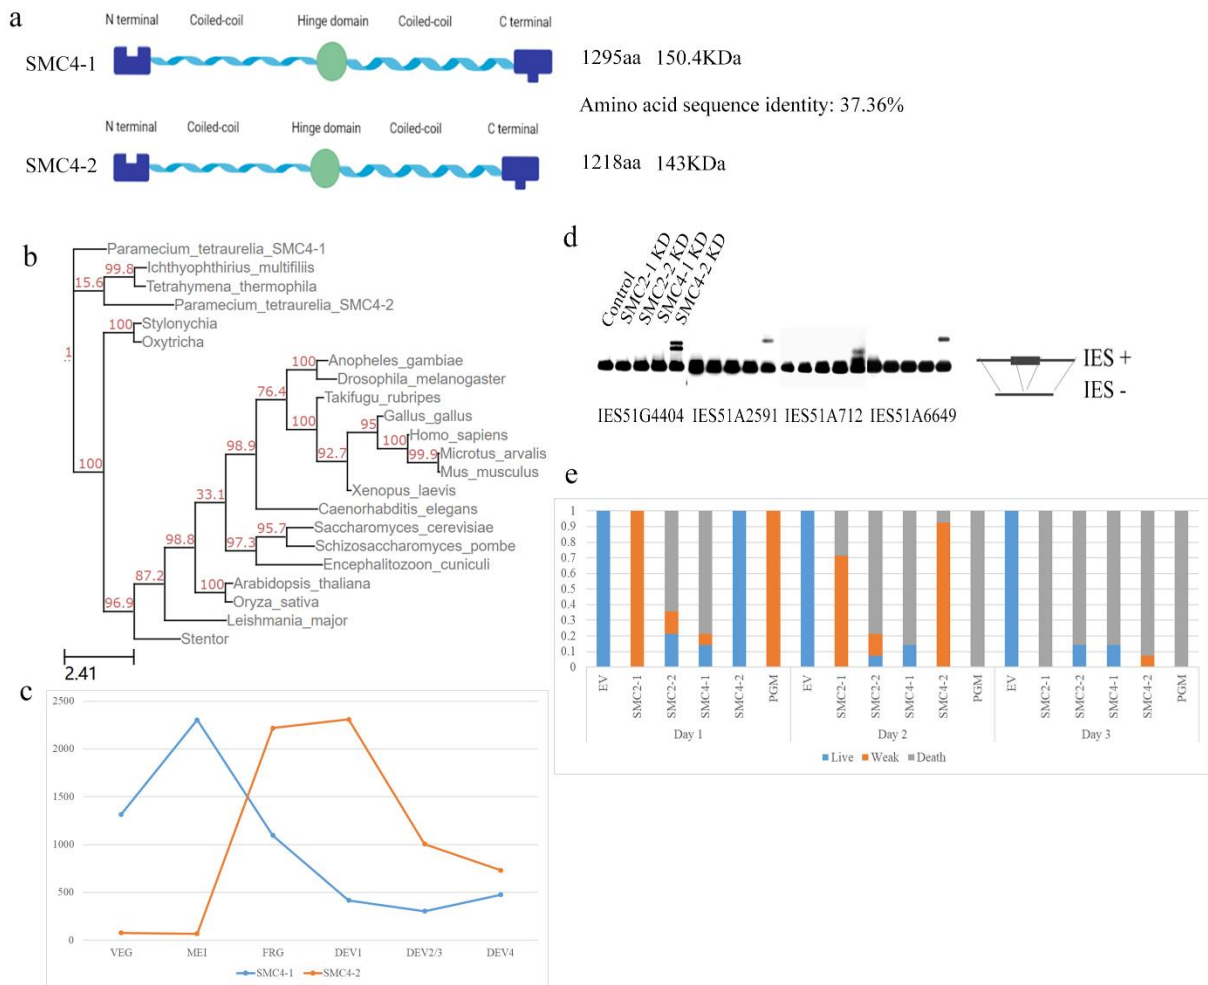 a
N terminal Coiled-coil Hinge domain Coiled-coil C terminal
SMC4-1
1295aa 150.4KDa
Amino acid sequence identity: 37.36%
N terminal Coiled-coil Hinge domain Coiled-coil C terminal
SMC4-2
1218aa 143KDa
b
Paramecium_tetraurelia_SMC4-1
99.8
Ichthyophthirius_multifiliis
15.6
Tetrahymena_thermophila
Paramecium_tetraurelia_SMC4-2
100
Stylonychia
Oxytricha
1
100
Anopheles_gambiae
Drosophila_melanogaster
76.4
Takifugu_rubripes
95
Gallus_gallus
100
100
Homo_sapiens
98.9
92.7
99.9
Microtus_arvalis
Mus_musculus
100
33.1
Xenopus_laevis
Caenorhabditis_elegans
95.7
Saccharomyces_cerevisiae
98.8
97.3
Schizosaccharomyces_pombe
Encephalitozoon_cuniculi
87.2
100
Arabidopsis_thaliana
96.9
Oryza_sativa
Leishmania_major
Stentor
2.41
c
2500
2000
1500
1000
500
0
VEG MEI FRG DEV1 DEV2/3 DEV4
SMC4-1 SMC4-2
d
Control
SMC2-1 KD
SMC2-2 KD
SMC4-1 KD
SMC4-2 KD
IES +
IES -
IES51G4404 IES51A2591 IES51A712 IES51A6649
e
1
0.9
0.8
0.7
0.6
0.5
0.4
0.3
0.2
0.1
0
EV SMC2-1 SMC2-2 SMC4-1 SMC4-2 PGM EV SMC2-1 SMC2-2 SMC4-1 SMC4-2 PGM EV SMC2-1 SMC2-2 SMC4-1 SMC4-2 PGM
Day 1 Day 2 Day 3
Live Weak Death